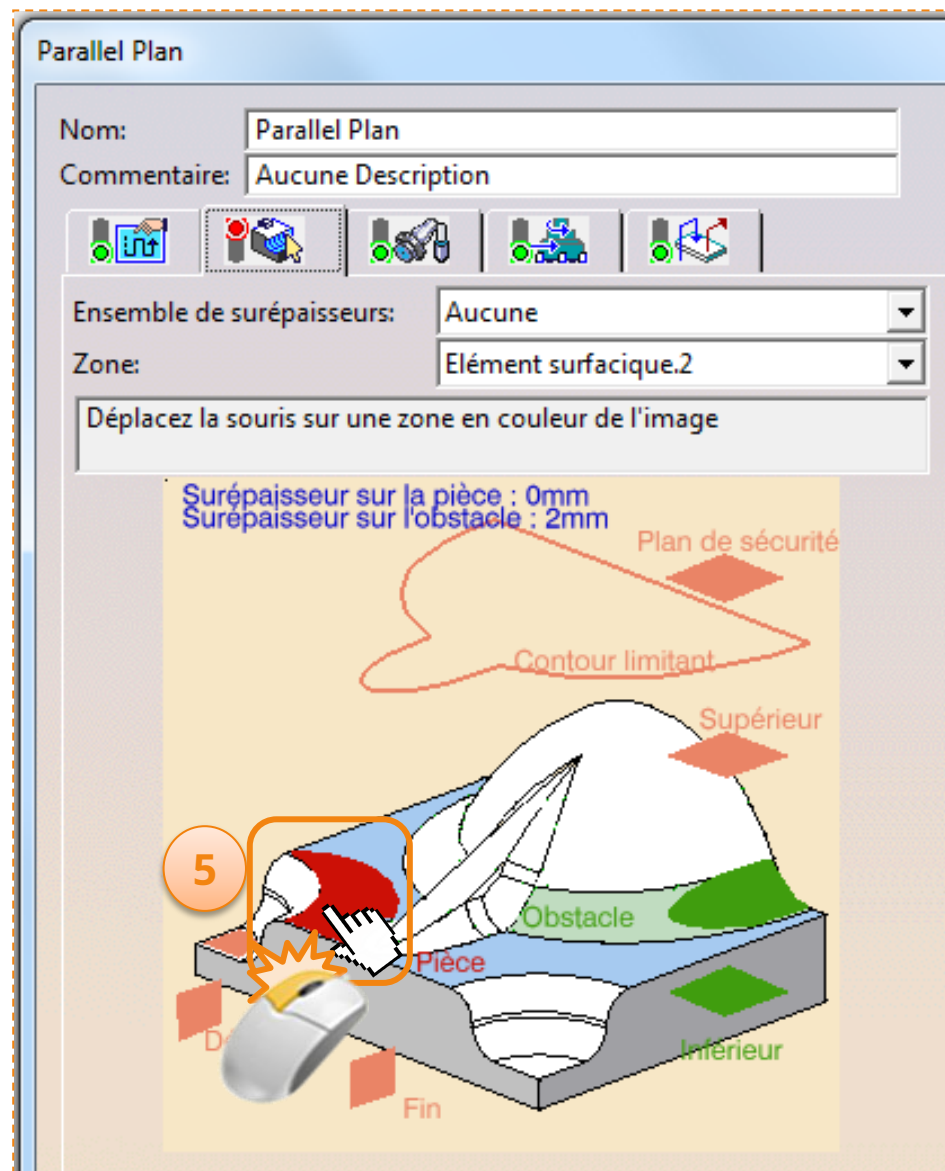 Parallel Plan
Nom: Parallel Plan
Commentaire: Aucune Description
Ensemble de surépaisseurs: Aucune
Zone: Elément surfacique.2
Déplacez la souris sur une zone en couleur de l'image
Surépaisseur sur la pièce : 0mm
Surépaisseur sur l'obstacle : 2mm
Plan de sécurité
Contour limitant
Supérieur
5
Obstacle
Pièce
Inférieur
Fin